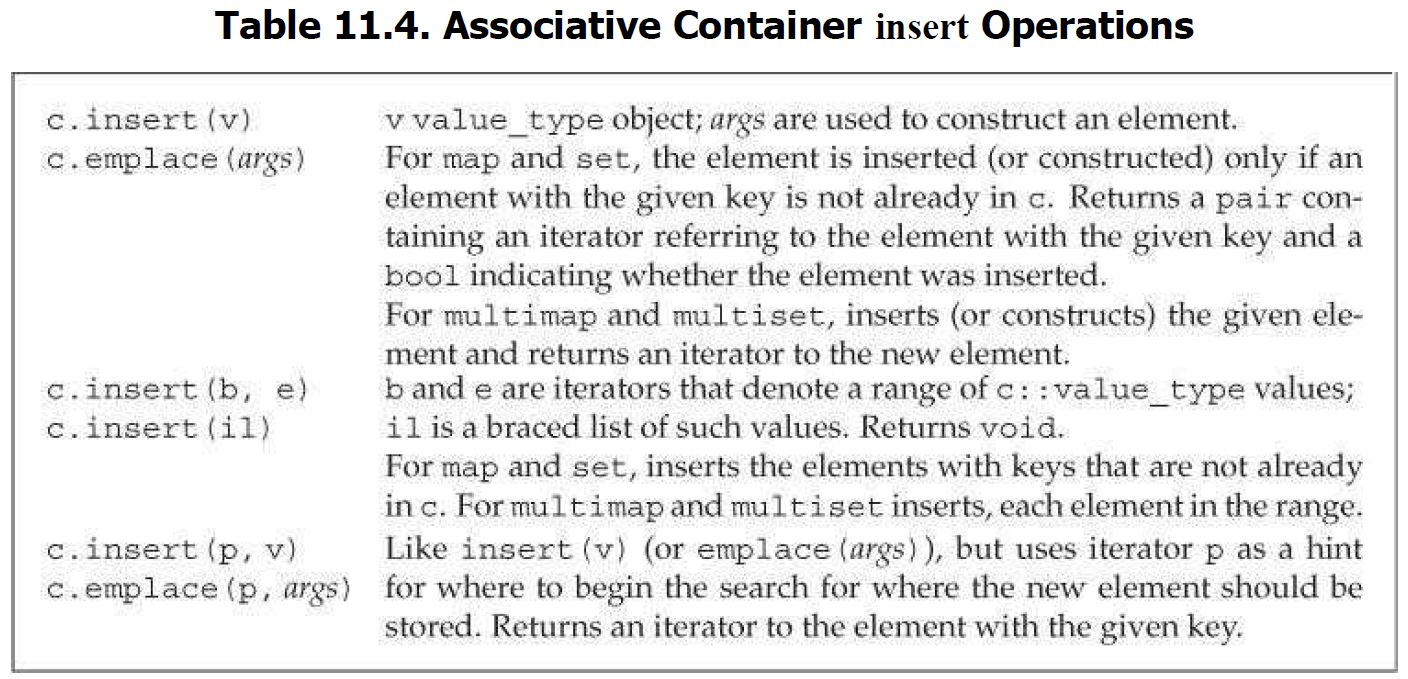 Table 11.4. Associative Container insert Operations
c.insert(v) v value_type object; args are used to construct an element.
c.emplace(args) For map and set, the element is inserted (or constructed) only if an
element with the given key is not already in c. Returns a pair con-
taining an iterator referring to the element with the given key and a
bool indicating whether the element was inserted.
For multimap and multiset, inserts (or constructs) the given ele-
ment and returns an iterator to the new element.
c.insert(b, e) b and e are iterators that denote a range of c::value_type values;
c.insert(il) il is a braced list of such values. Returns void.
For map and set, inserts the elements with keys that are not already
in c. For multimap and multiset inserts, each element in the range.
c.insert(p, v) Like insert(v) (or emplace(args)), but uses iterator p as a hint
c.emplace(p, args) for where to begin the search for where the new element should be
stored. Returns an iterator to the element with the given key.